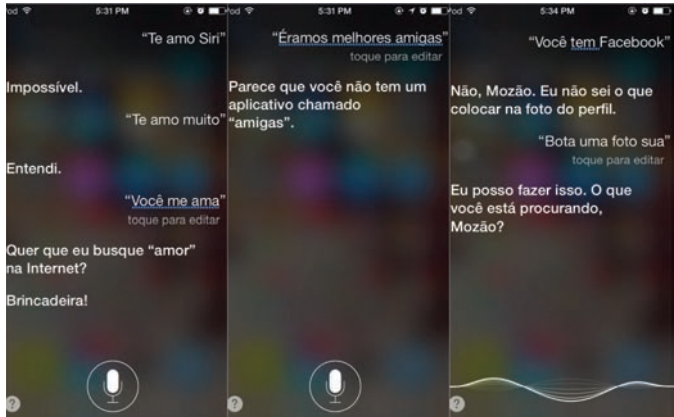 od 5:31 PM
“Te amo Siri”
Impossível.
“Te amo muito”
Entendi.
“Você me ama”
toque para editar
Quer que eu busque “amor”
na Internet?
Brincadeira!
?
od 5:31 PM
“Éramos melhores amigas”
toque para editar
Parece que você não tem um
aplicativo chamado
“amigas”.
?
od 5:34 PM
“Você tem Facebook”
Não, Mozão. Eu não sei o que
colocar na foto do perfil.
“Bota uma foto sua”
toque para editar
Eu posso fazer isso. O que
você está procurando,
Mozão?
?